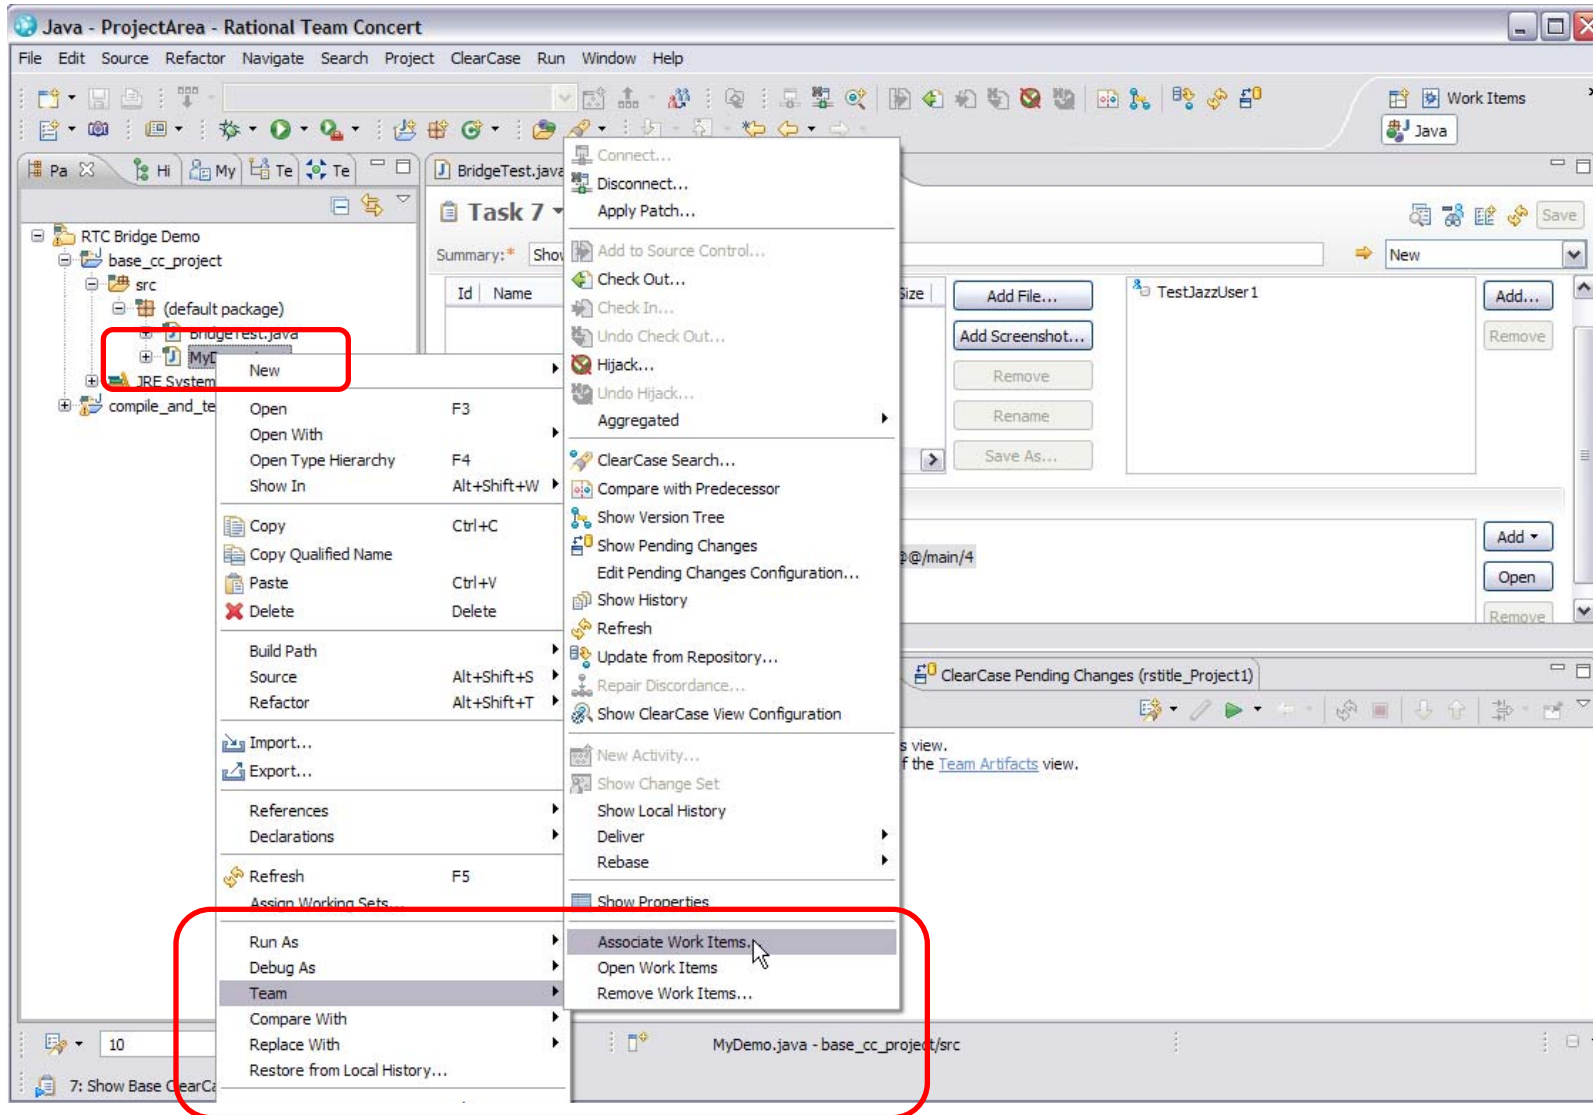 Java - ProjectArea - Rational Team Concert
File Edit Source Refactor Navigate Search Project ClearCase Run Window Help
Work Items
Java
Pa Hi My Te Te
BridgeTest.java
Task 7
Save
Summary:* New
RTC Bridge Demo
base_cc_project
src
(default package)
BridgeTest.java
JRE System
Id Name Size
Add File...
Add Screenshot...
Remove
Rename
Save As...
TestJazzUser1
Add...
Remove
New
Open F3
Open With
Open Type Hierarchy F4
Show In Alt+Shift+W
Copy Ctrl+C
Copy Qualified Name
Paste Ctrl+V
Delete Delete
Build Path
Source Alt+Shift+S
Refactor Alt+Shift+T
Import...
Export...
References
Declarations
Refresh F5
Assign Working Sets...
Run As
Debug As
Team
Compare With
Replace With
Restore from Local History...
Connect...
Disconnect...
Apply Patch...
Add to Source Control...
Check Out...
Check In...
Undo Check Out...
Hijack...
Undo Hijack...
Aggregated
ClearCase Search...
Compare with Predecessor
Show Version Tree
Show Pending Changes
Edit Pending Changes Configuration...
Show History
Refresh
Update from Repository...
Repair Discordance...
Show ClearCase View Configuration
New Activity...
Show Change Set
Show Local History
Deliver
Rebase
Show Properties
Associate Work Items...
Open Work Items
Remove Work Items...
@@/main/4
Add
Open
Remove
ClearCase Pending Changes (rstitle_Project1)
s view.
f the Team Artifacts view.
10
MyDemo.java - base_cc_project/src
7: Show Base ClearCa